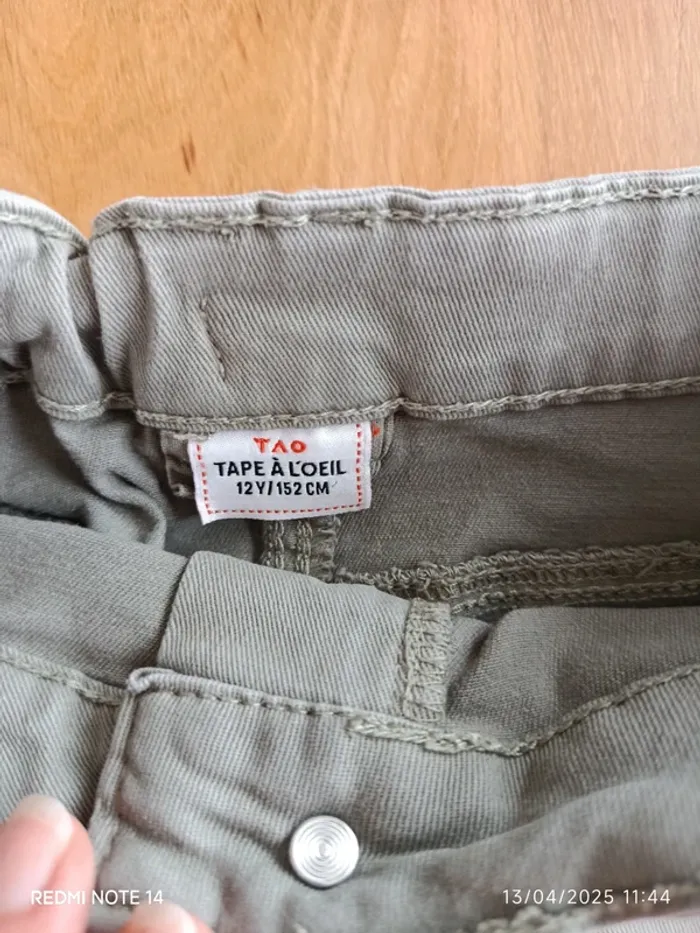 TAO
TAPE À L'OEIL
12Y/152 CM
REDMI NOTE 14
13/04/2025 11:44